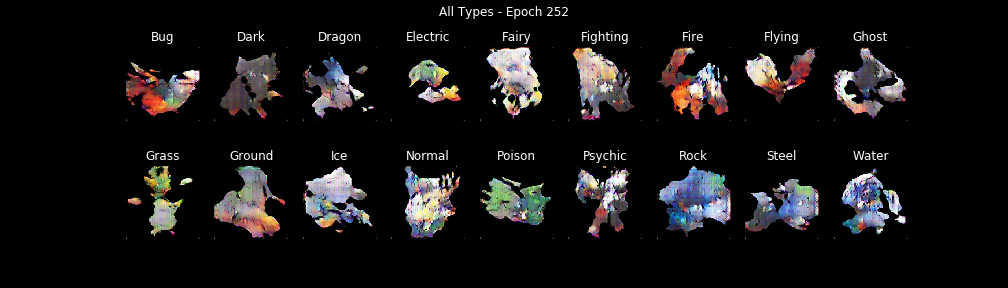 All Types - Epoch 252
Bug Dark Dragon Electric Fairy Fighting Fire Flying Ghost
Grass Ground Ice Normal Poison Psychic Rock Steel Water